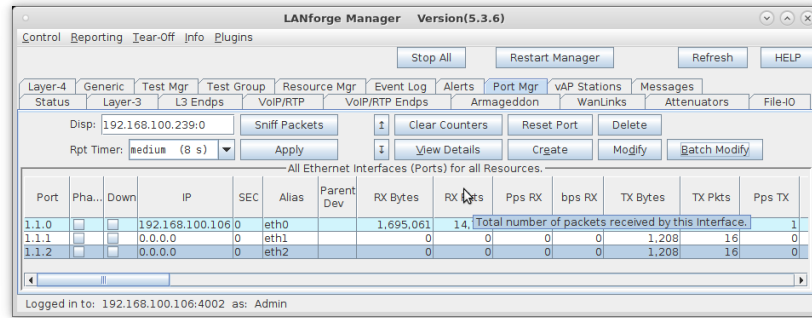 LANforge Manager   Version(5.3.6)
Control Reporting Tear-Off Info Plugins
Stop All Restart Manager Refresh HELP
Layer-4 Generic Test Mgr Test Group Resource Mgr Event Log Alerts Port Mgr vAP Stations Messages
Status Layer-3 L3 Endps VoIP/RTP VoIP/RTP Endps Armageddon WanLinks Attenuators File-IO
Disp: 192.168.100.239:0 Sniff Packets Clear Counters Reset Port Delete
Rpt Timer: medium (8 s) Apply View Details Create Modify Batch Modify
All Ethernet Interfaces (Ports) for all Resources.
Port Pha... Down IP SEC Alias Parent Dev RX Bytes RX Pps RX bps RX TX Bytes TX Pkts Pps TX
1.1.0 192.168.100.106 0 eth0 1,695,061 14, 1
Total number of packets received by this Interface.
1.1.1 0.0.0.0 0 eth1 0 0 0 0 1,208 16 0
1.1.2 0.0.0.0 0 eth2 0 0 0 0 1,208 16 0
Logged in to: 192.168.100.106:4002 as: Admin